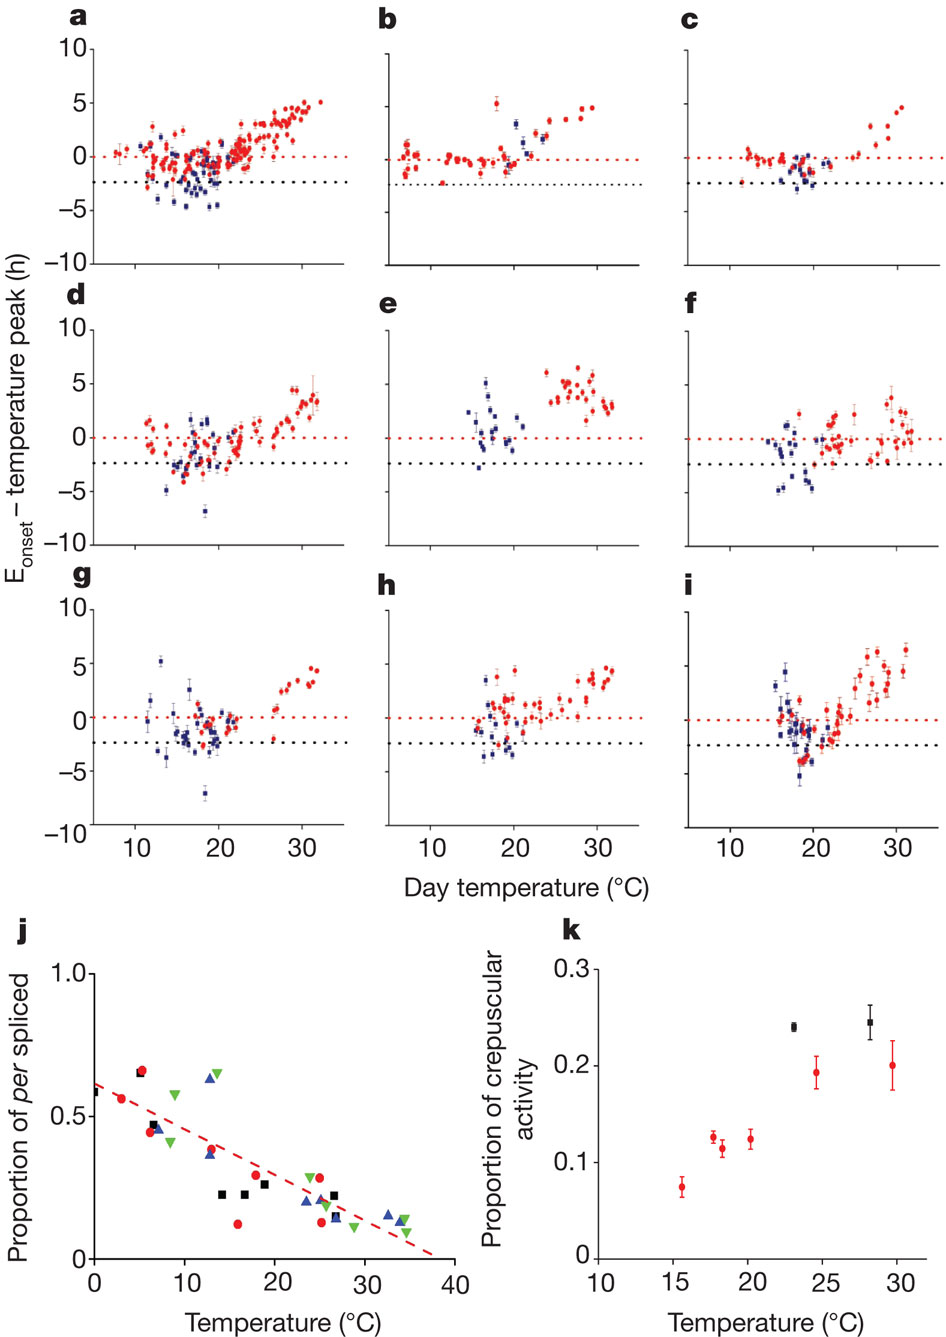 a
b
c
10
5
0
−5
−10
d
e
f
10
5
0
−5
−10
E onset − temperature peak (h)
g
h
i
10
5
0
−5
−10
10 20 30
10 20 30
10 20 30
Day temperature (°C)
j
1.0
0.5
0
Proportion of per spliced
0 10 20 30 40
Temperature (°C)
k
0.3
0.2
0.1
0
Proportion of crepuscular
activity
10 15 20 25 30
Temperature (°C)